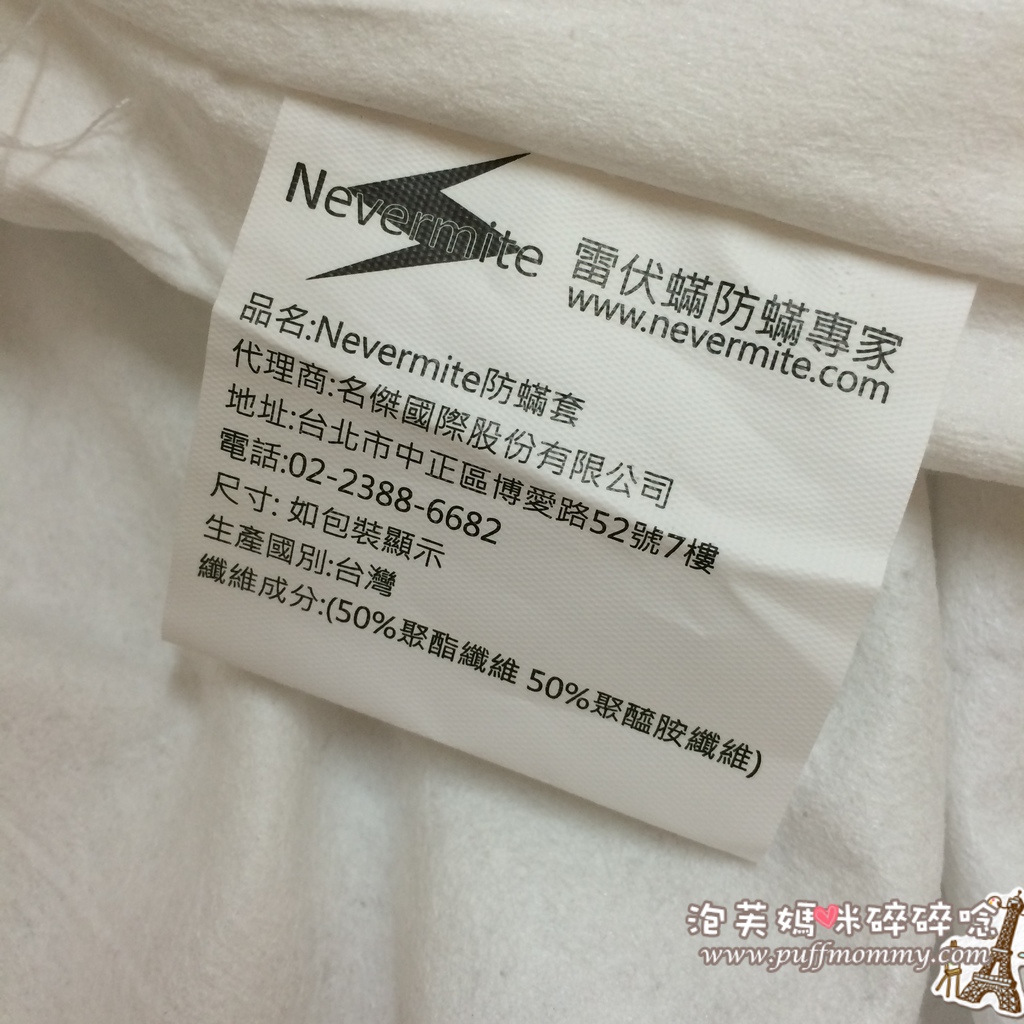 Nevermite 雷伏蟎防蟎專家
www.nevermite.com
品名:Nevermite防蟎套
代理商:名傑國際股份有限公司
地址:台北市中正區博愛路52號7樓
電話:02-2388-6682
尺寸: 如包裝顯示
生產國別:台灣
纖維成分:(50%聚酯纖維 50%聚醯胺纖維)
泡芙媽咪碎碎唸
www.puffmommy.com